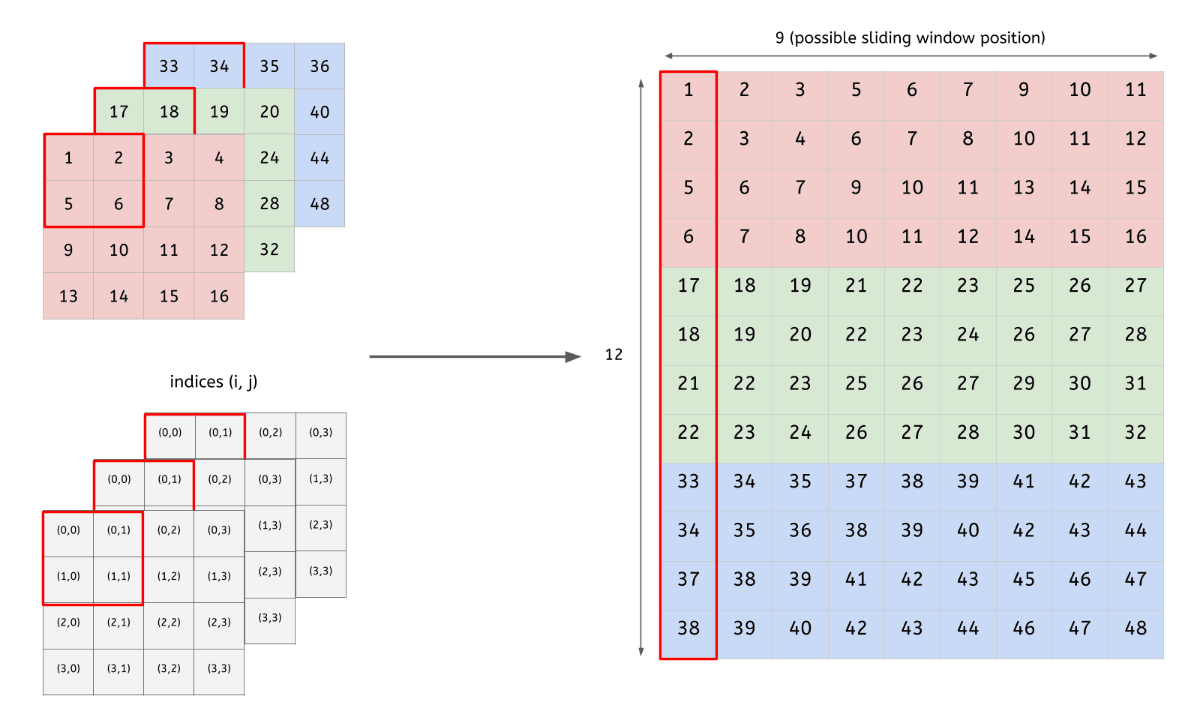 33 34 35 36
17 18 19 20 40
1 2 3 4 24 44
5 6 7 8 28 48
9 10 11 12 32
13 14 15 16
indices (i, j)
(0,0) (0,1) (0,2) (0,3)
(0,0) (0,1) (0,2) (0,3) (1,3)
(0,0) (0,1) (0,2) (0,3) (1,3) (2,3)
(1,0) (1,1) (1,2) (1,3) (2,3) (3,3)
(2,0) (2,1) (2,2) (2,3) (3,3)
(3,0) (3,1) (3,2) (3,3)
9 (possible sliding window position)
12
1 2 3 5 6 7 9 10 11
2 3 4 6 7 8 10 11 12
5 6 7 9 10 11 13 14 15
6 7 8 10 11 12 14 15 16
17 18 19 21 22 23 25 26 27
18 19 20 22 23 24 26 27 28
21 22 23 25 26 27 29 30 31
22 23 24 26 27 28 30 31 32
33 34 35 37 38 39 41 42 43
34 35 36 38 39 40 42 43 44
37 38 39 41 42 43 45 46 47
38 39 40 42 43 44 46 47 48